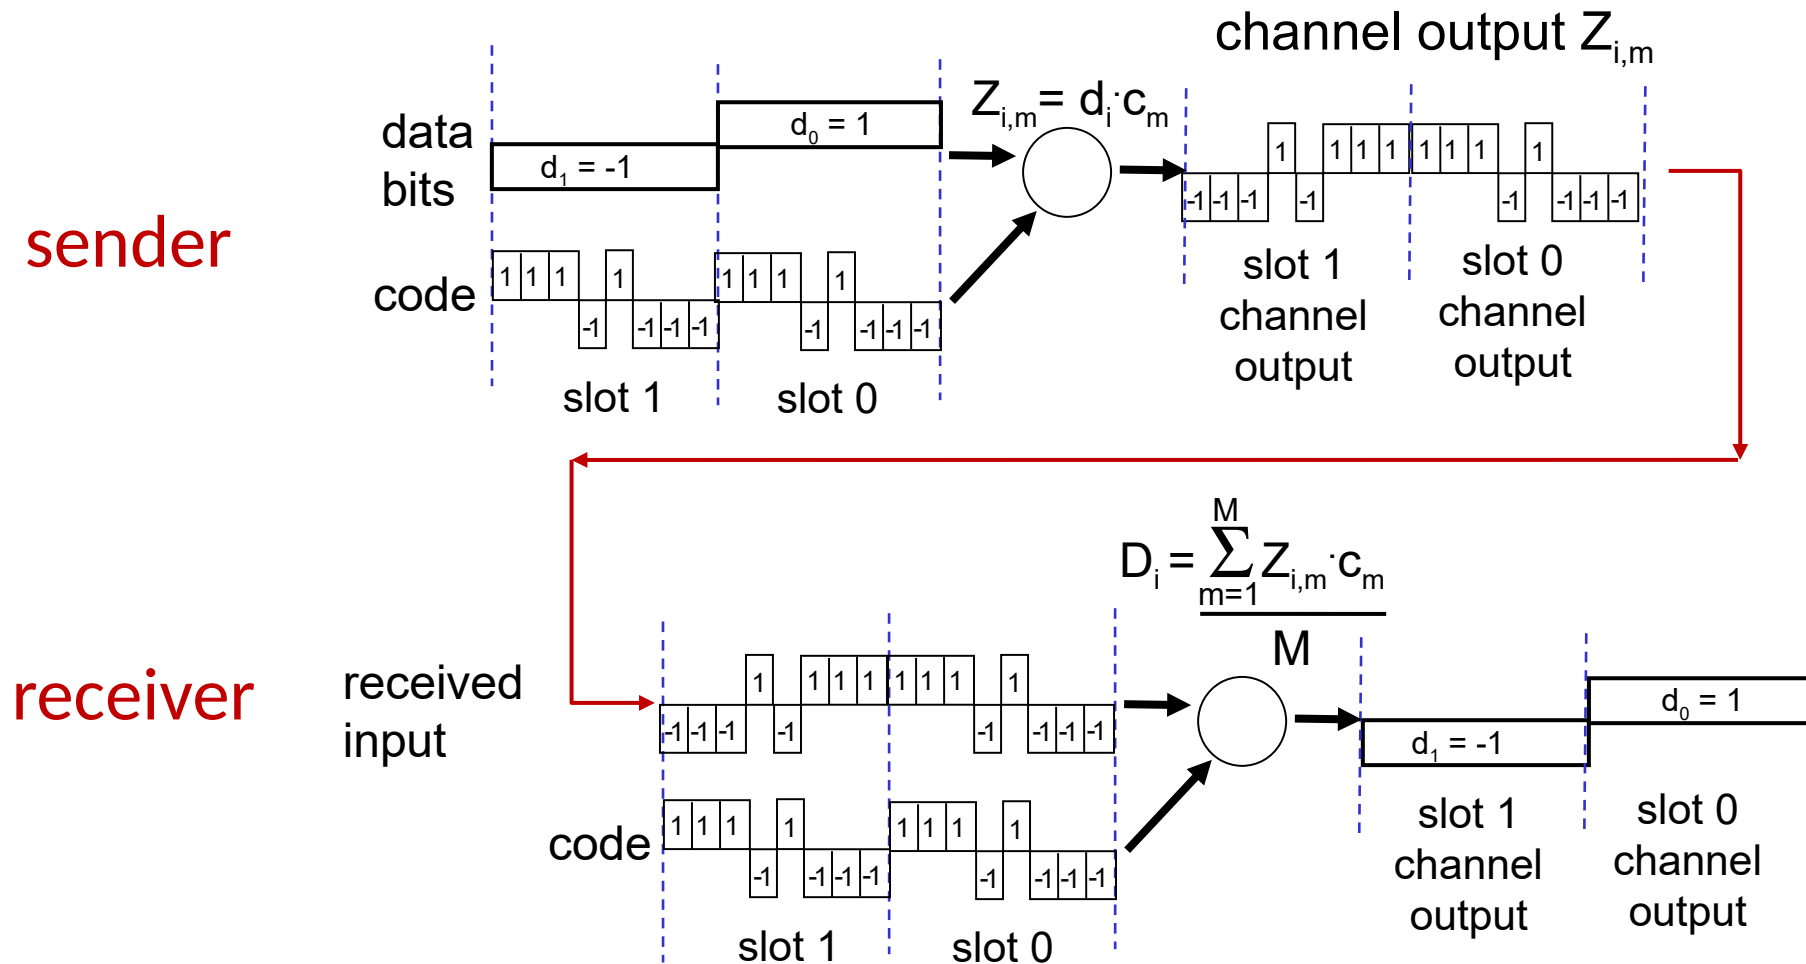 channel output Z_i,m
Z_i,m = d_i·c_m
data bits
d_1 = -1
d_0 = 1
sender
code
1 1 1 -1 1 -1 -1 -1
1 1 1 -1 1 -1 -1 -1
slot 1
slot 0
-1 -1 -1 1 -1 1 1 1
1 1 1 -1 1 -1 -1 -1
slot 1
channel
output
slot 0
channel
output
D_i = Σ_m=1^M Z_i,m·c_m
M
receiver
received
input
-1 -1 -1 1 -1 1 1 1
1 1 1 -1 1 -1 -1 -1
code
1 1 1 -1 1 -1 -1 -1
1 1 1 -1 1 -1 -1 -1
slot 1
slot 0
d_1 = -1
d_0 = 1
slot 1
channel
output
slot 0
channel
output